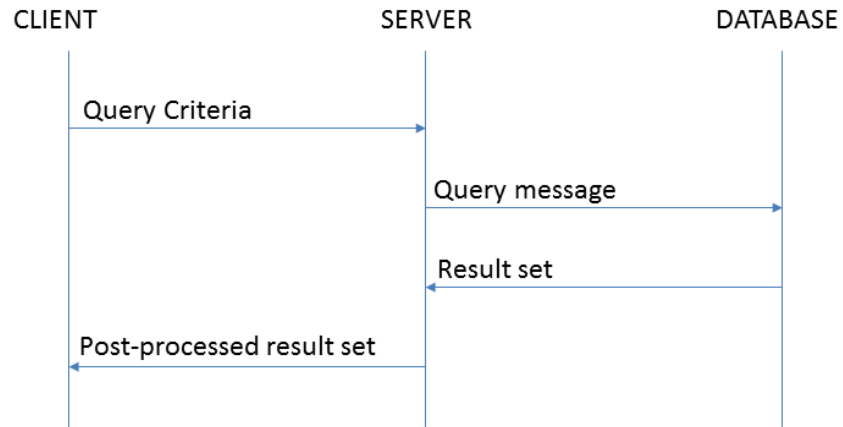 CLIENT
SERVER
DATABASE
Query Criteria
Query message
Result set
Post-processed result set